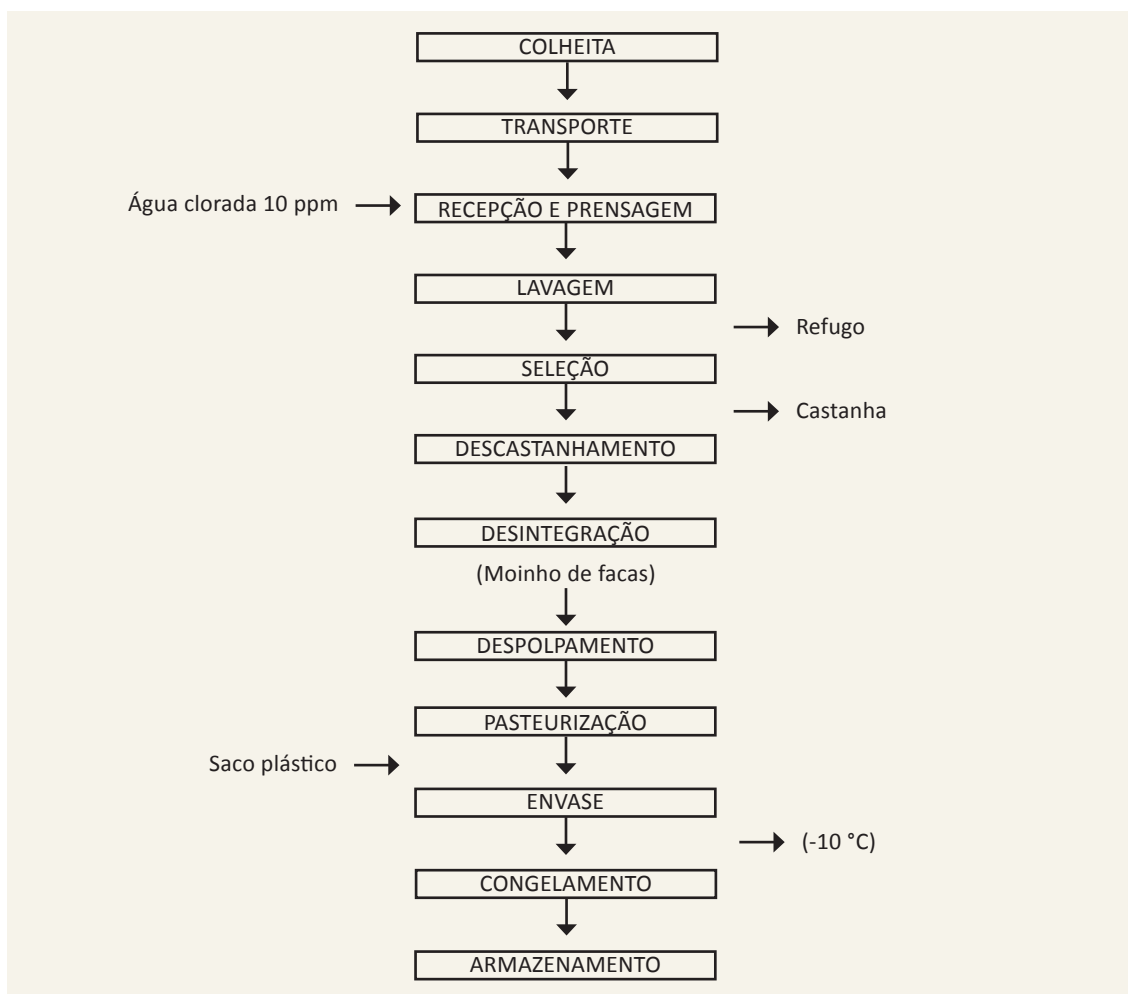 COLHEITA
TRANSPORTE
Água clorada 10 ppm
RECEPÇÃO E PRENSAGEM
LAVAGEM
Refugo
SELEÇÃO
Castanha
DESCASTANHAMENTO
DESINTEGRAÇÃO
(Moinho de facas)
DESPOLPAMENTO
PASTEURIZAÇÃO
Saco plástico
ENVASE
(-10 °C)
CONGELAMENTO
ARMAZENAMENTO